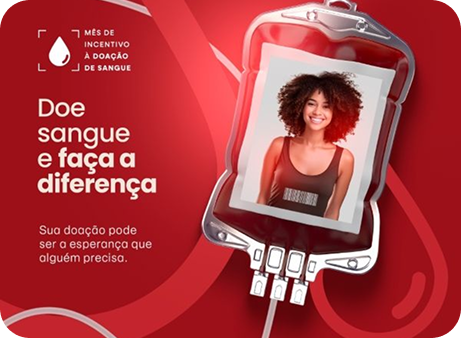 MÊS DE
INCENTIVO
À DOAÇÃO
DE SANGUE
Doe
sangue
e faça a
diferença
Sua doação pode
ser a esperança que
alguém precisa.